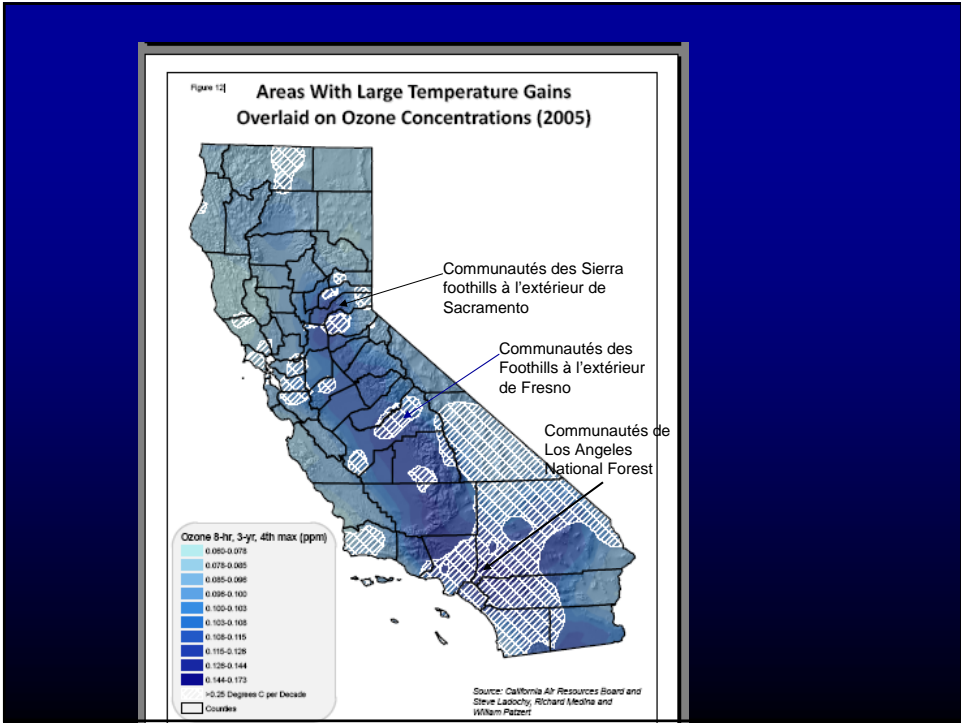 Figure 12
Areas With Large Temperature Gains
Overlaid on Ozone Concentrations (2005)
Communautés des Sierra
foothills à l'extérieur de
Sacramento
Communautés des
Foothills à l'extérieur
de Fresno
Communautés de
Los Angeles
National Forest
Ozone 8-hr, 3-yr, 4th max (ppm)
0.060-0.078
0.078-0.085
0.085-0.096
0.096-0.100
0.100-0.103
0.103-0.108
0.108-0.115
0.115-0.126
0.126-0.144
0.144-0.173
>0.25 Degrees C per Decade
Counties
Source: California Air Resources Board and
Steve Ladochy, Richard Medina and
William Patzert